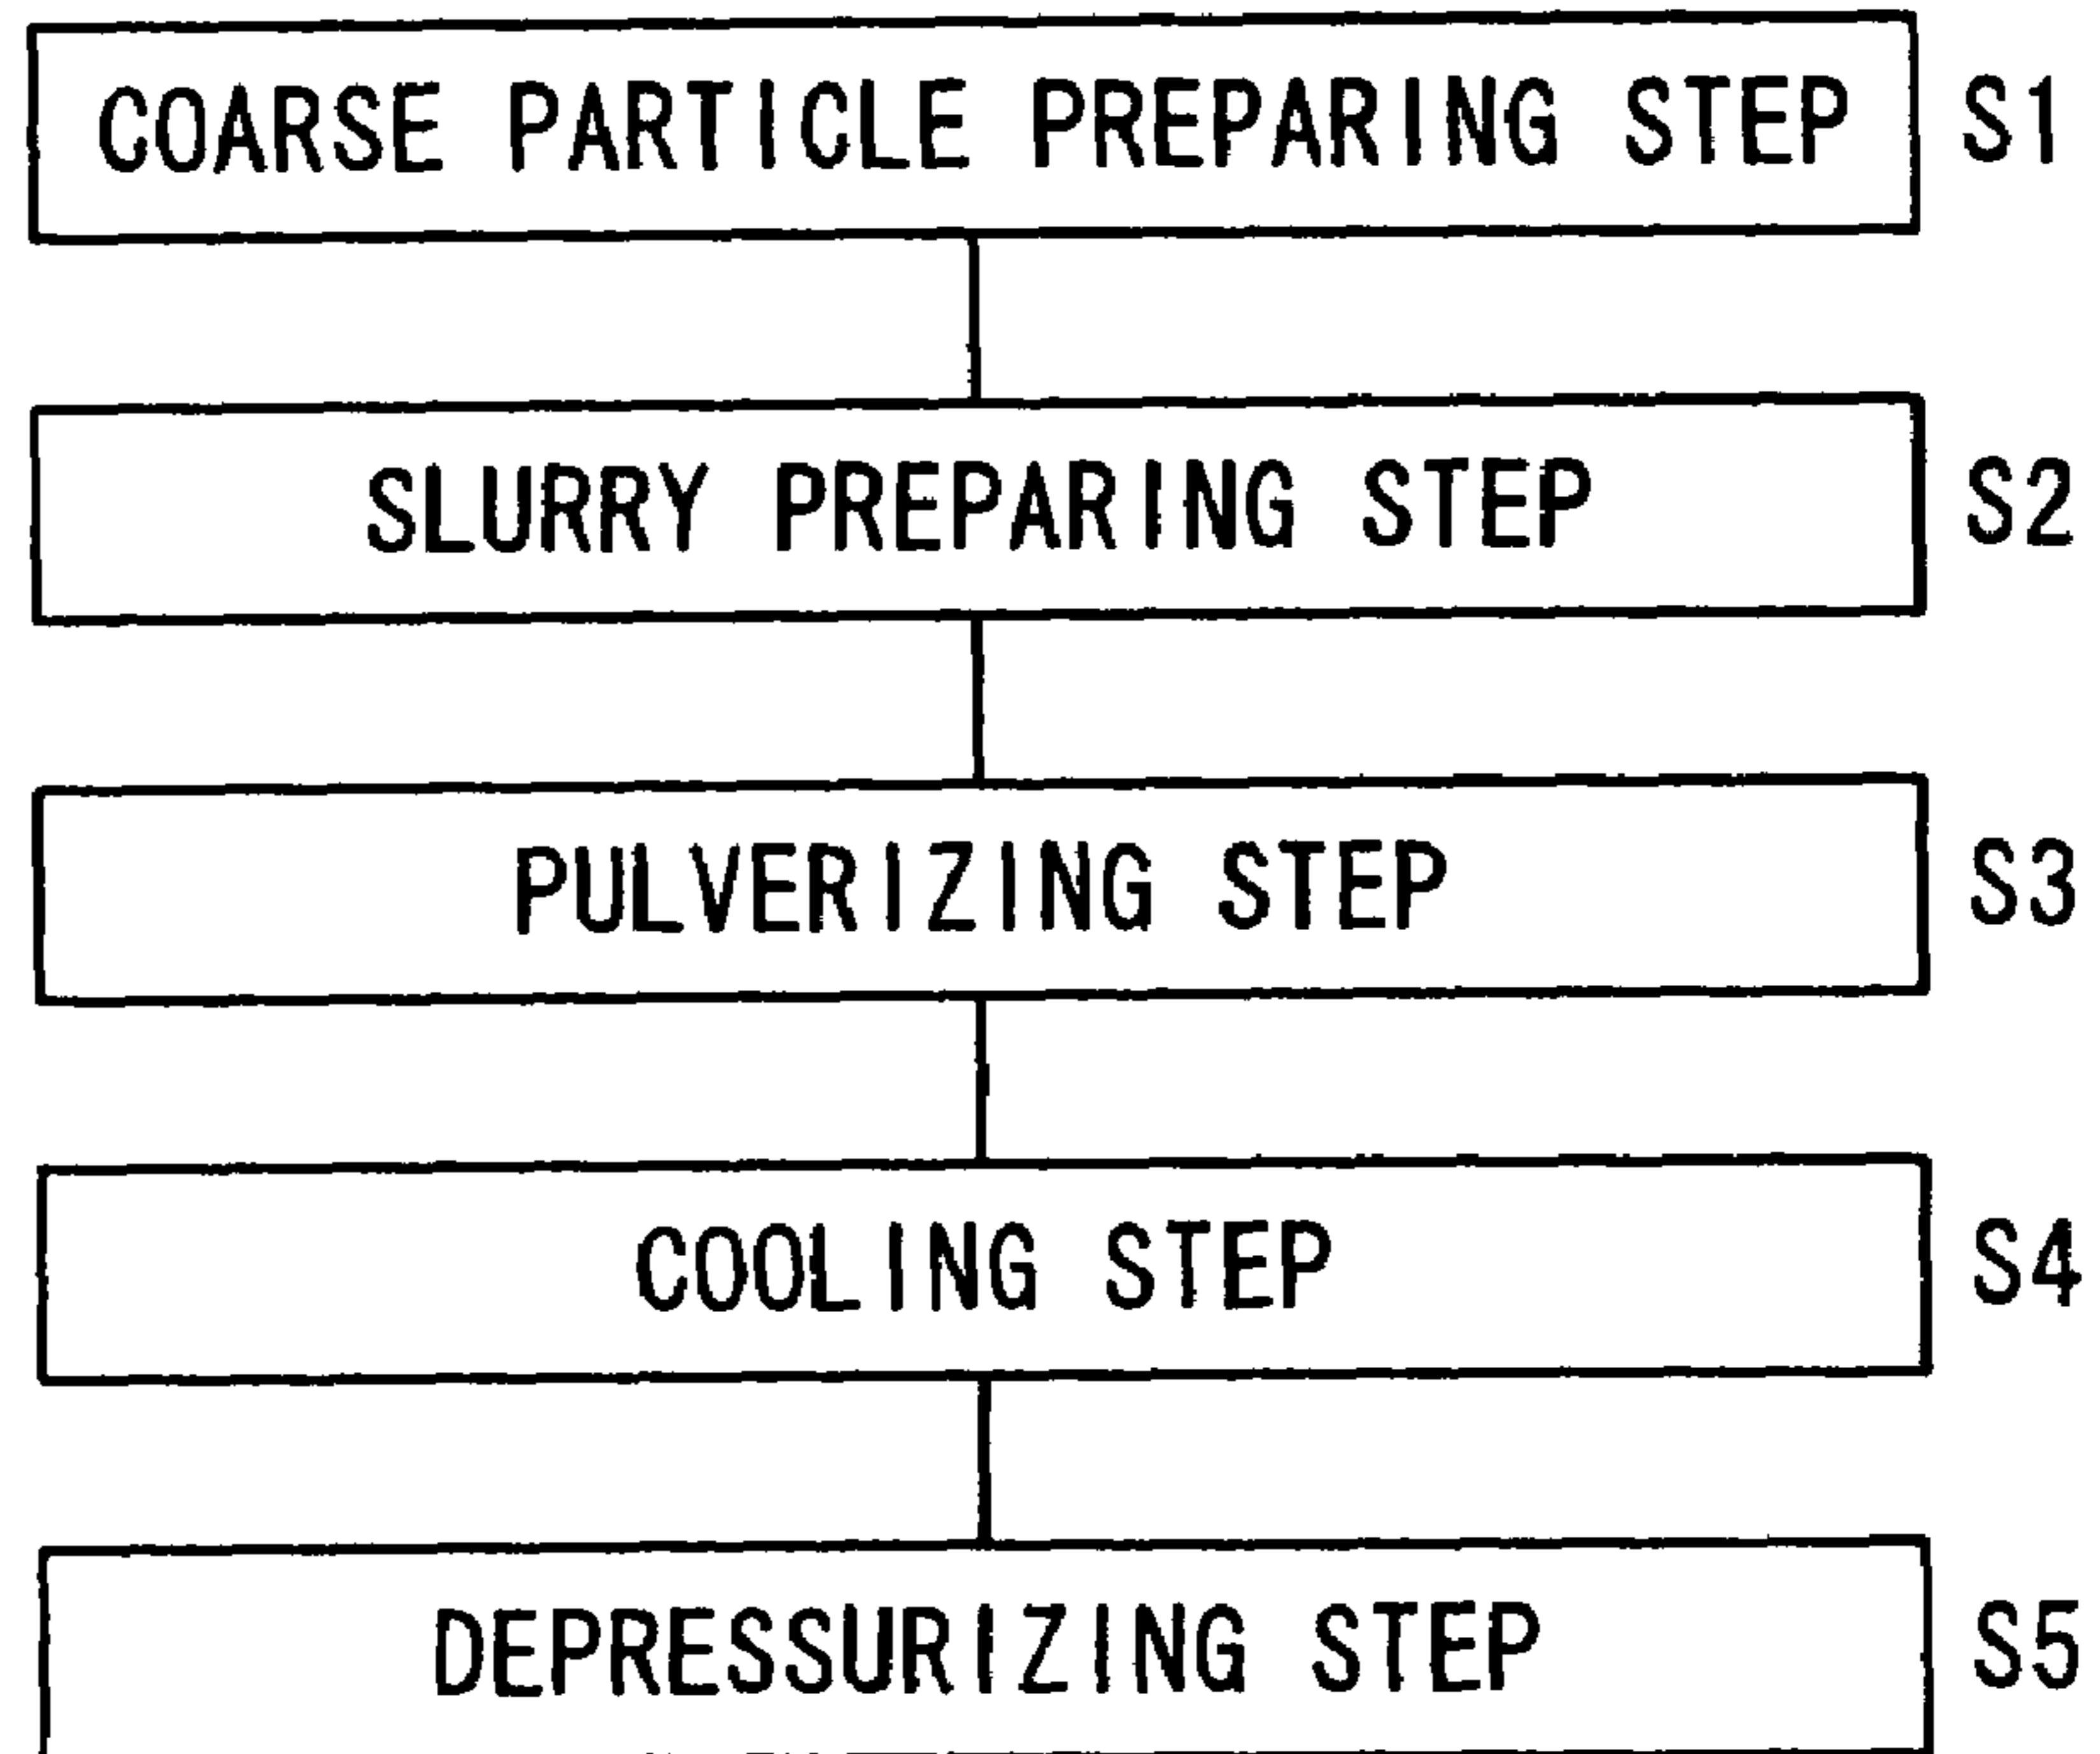 COARSE PARTICLE PREPARING STEP S1
SLURRY PREPARING STEP S2
PULVERIZING STEP S3
COOLING STEP S4
DEPRESSURIZING STEP S5